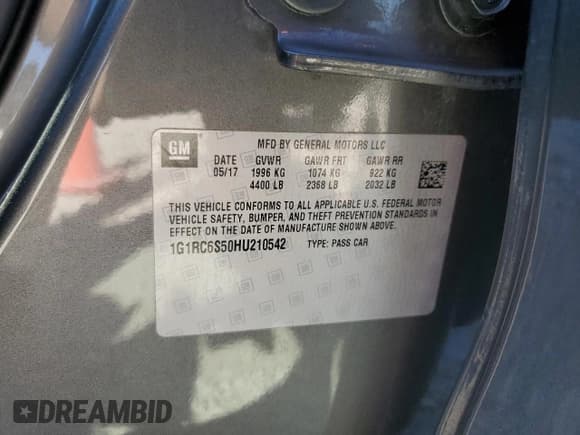 GM
MFD BY GENERAL MOTORS LLC
DATE GVWR GAWR FRT GAWR RR
05/17 1996 KG 1074 KG 922 KG
4400 LB 2368 LB 2032 LB
THIS VEHICLE CONFORMS TO ALL APPLICABLE U.S. FEDERAL MOTOR
VEHICLE SAFETY, BUMPER, AND THEFT PREVENTION STANDARDS IN
EFFECT ON THE DATE OF MANUFACTURE SHOWN ABOVE.
1G1RC6S50HU210542 TYPE: PASS CAR
DREAMBID